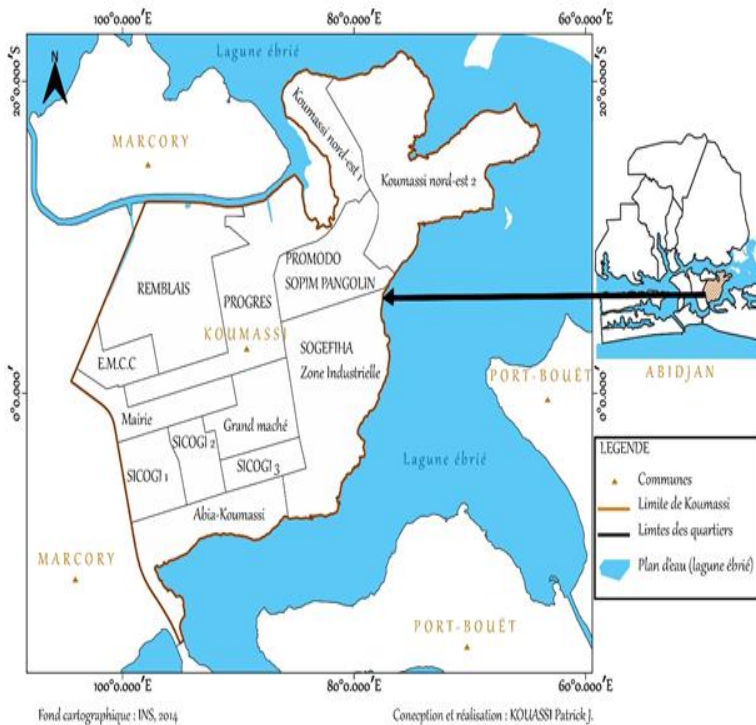 100°0.000'E 80°0.000'E 60°0.000'E
20°0.000'S
20°0.000'S
N
Lagune ébrié
MARCORY
Koumassi nord-est 1
Koumassi nord-est 2
PROMODO
SOPIM PANGOLIN
REMBLAIS
PROGRES
KOUMASSI
SOGEFIHA
Zone Industrielle
E.M.C.C
PORT-BOUËT
ABIDJAN
0°0.000'
0°0.000'
Mairie
Grand maché
SICOGI 2
SICOGI 1
SICOGI 3
Lagune ébrié
Abia-Koumassi
MARCORY
PORT-BOUËT
LEGENDE
Communes
Limite de Koumassi
Limtes des quartiers
Plan d'eau (lagune ébrié)
100°0.000'E 80°0.000'E 60°0.000'E
Fond cartographique : INS, 2014
Conecption et réalisation : KOUASSI Patrick J.